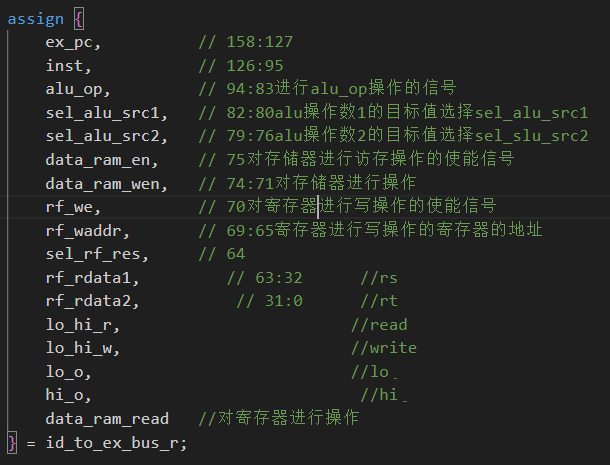 assign {
ex_pc, // 158:127
inst, // 126:95
alu_op, // 94:83进行alu_op操作的信号
sel_alu_src1, // 82:80alu操作数1的目标值选择sel_alu_src1
sel_alu_src2, // 79:76alu操作数2的目标值选择sel_slu_src2
data_ram_en, // 75对存储器进行访存操作的使能信号
data_ram_wen, // 74:71对存储器进行操作
rf_we, // 70对寄存器进行写操作的使能信号
rf_waddr, // 69:65寄存器进行写操作的寄存器的地址
sel_rf_res, // 64
rf_rdata1, // 63:32 //rs
rf_rdata2, // 31:0 //rt
lo_hi_r, //read
lo_hi_w, //write
lo_o, //lo
hi_o, //hi
data_ram_read //对寄存器进行操作
} = id_to_ex_bus_r;